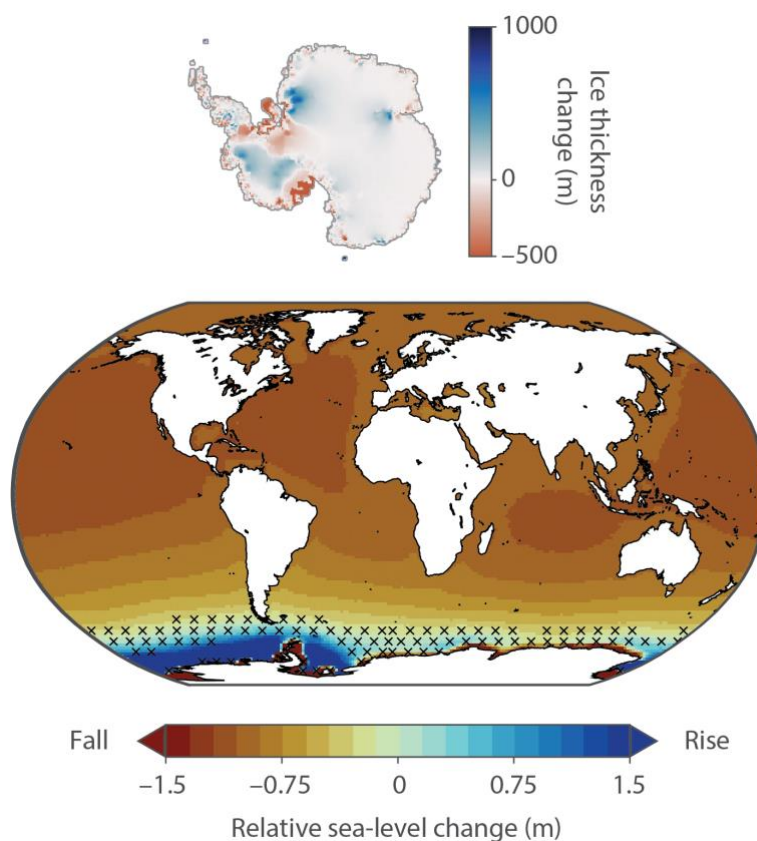 1000
0
−500
Ice thickness
change (m)
Fall
Rise
−1.5
−0.75
0
0.75
1.5
Relative sea-level change (m)